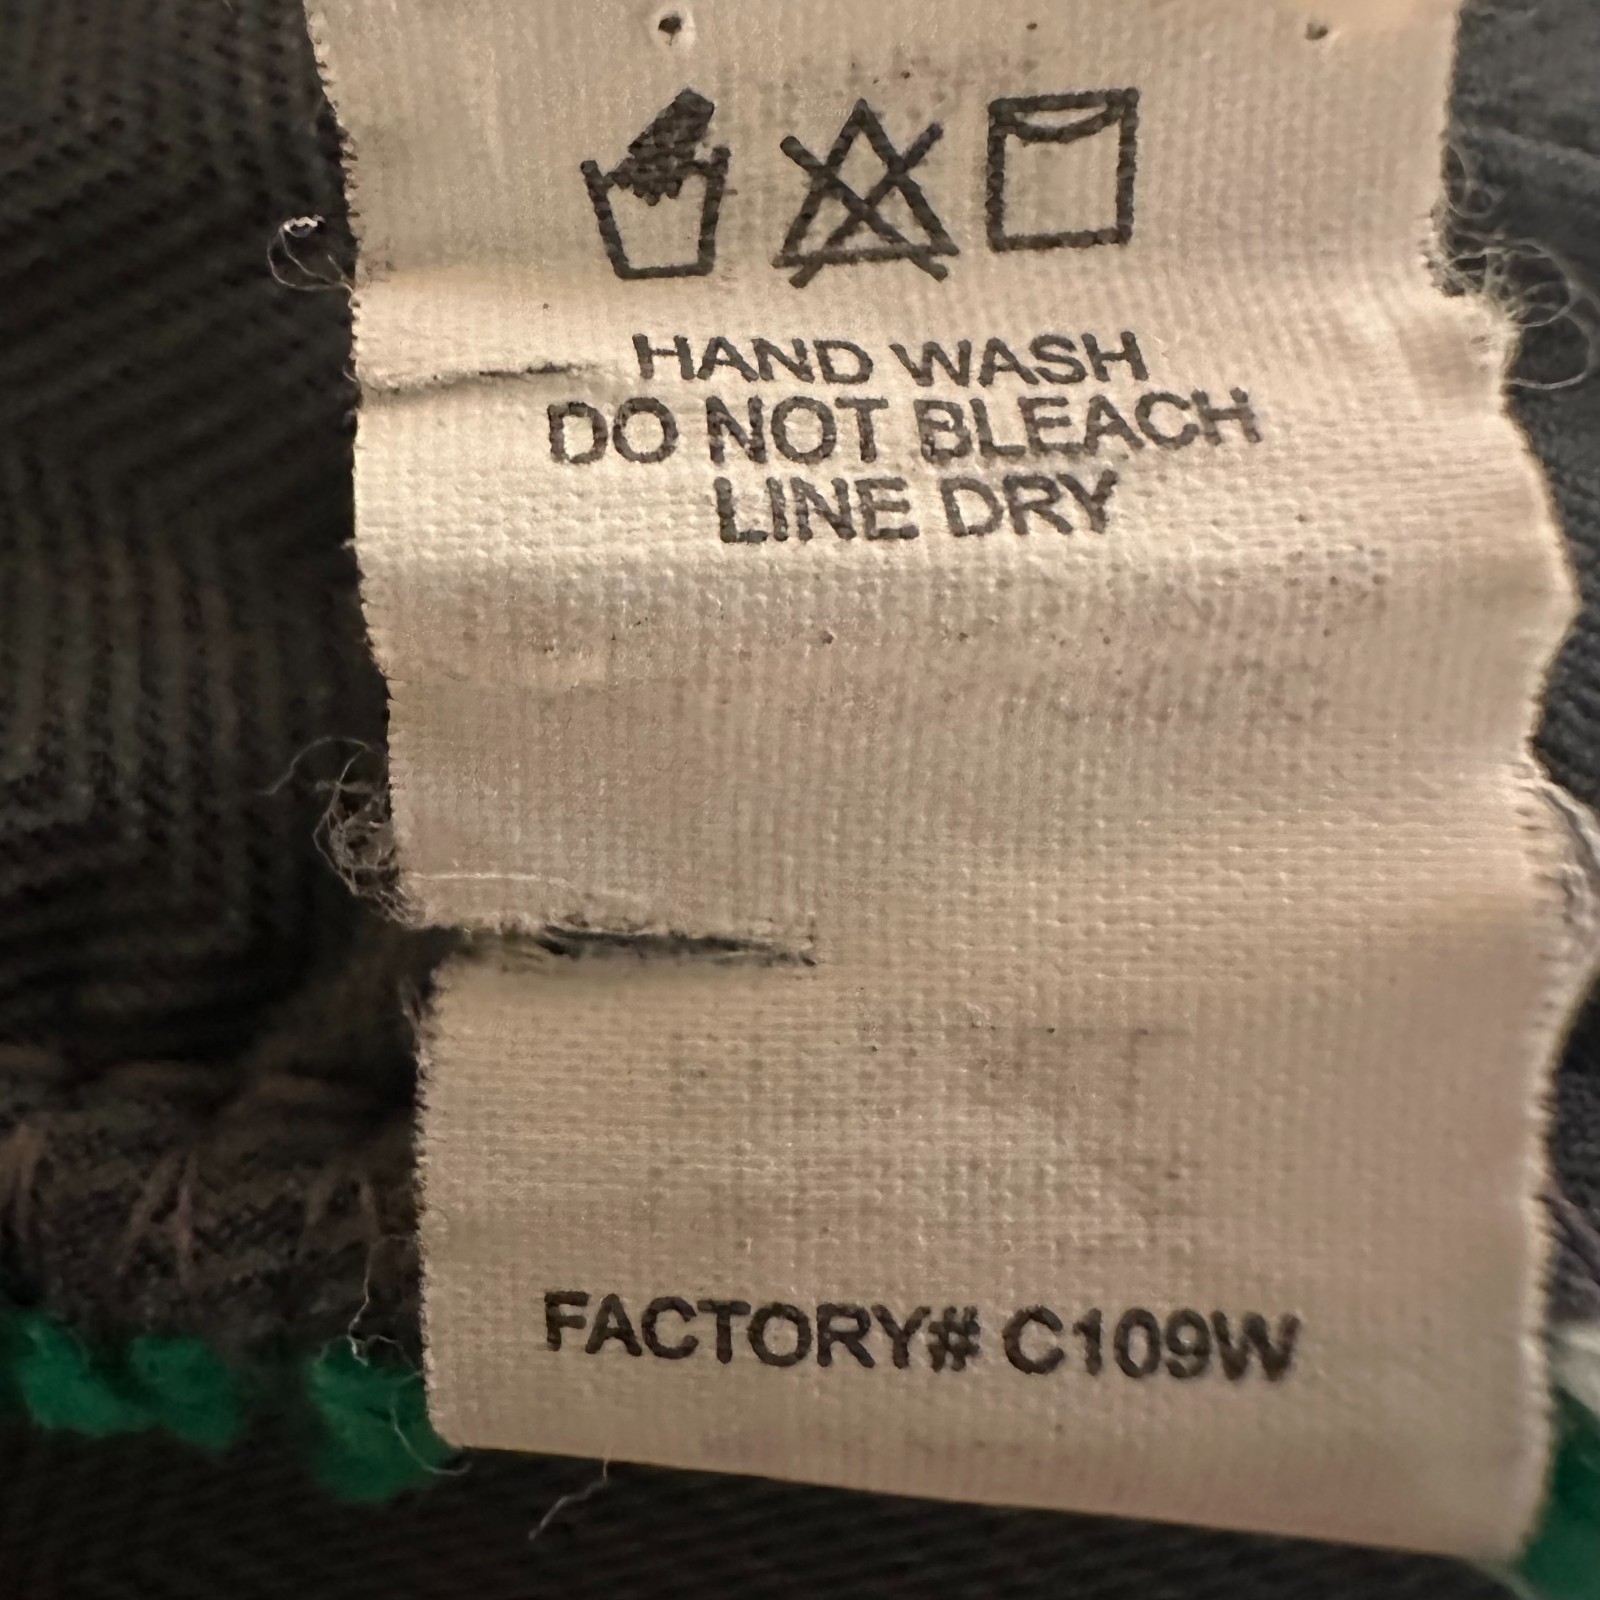 HAND WASH
DO NOT BLEACH
LINE DRY
FACTORY# C109W